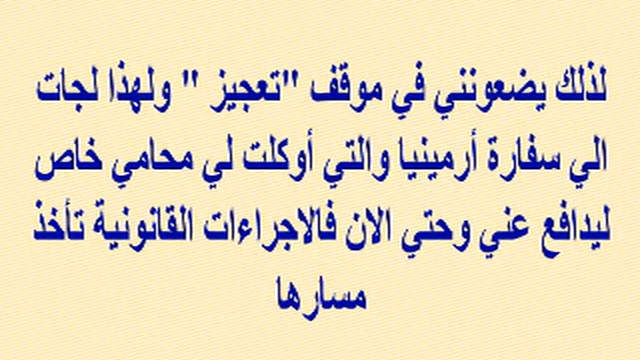 لذلك يضعونني في موقف "تعجيز " ولهذا لجات
الي سفارة أرمينيا والتي أوكلت لي محامي خاص
ليدافع عني وحتي الان فالاجراءات القانونية تأخذ
مسارها